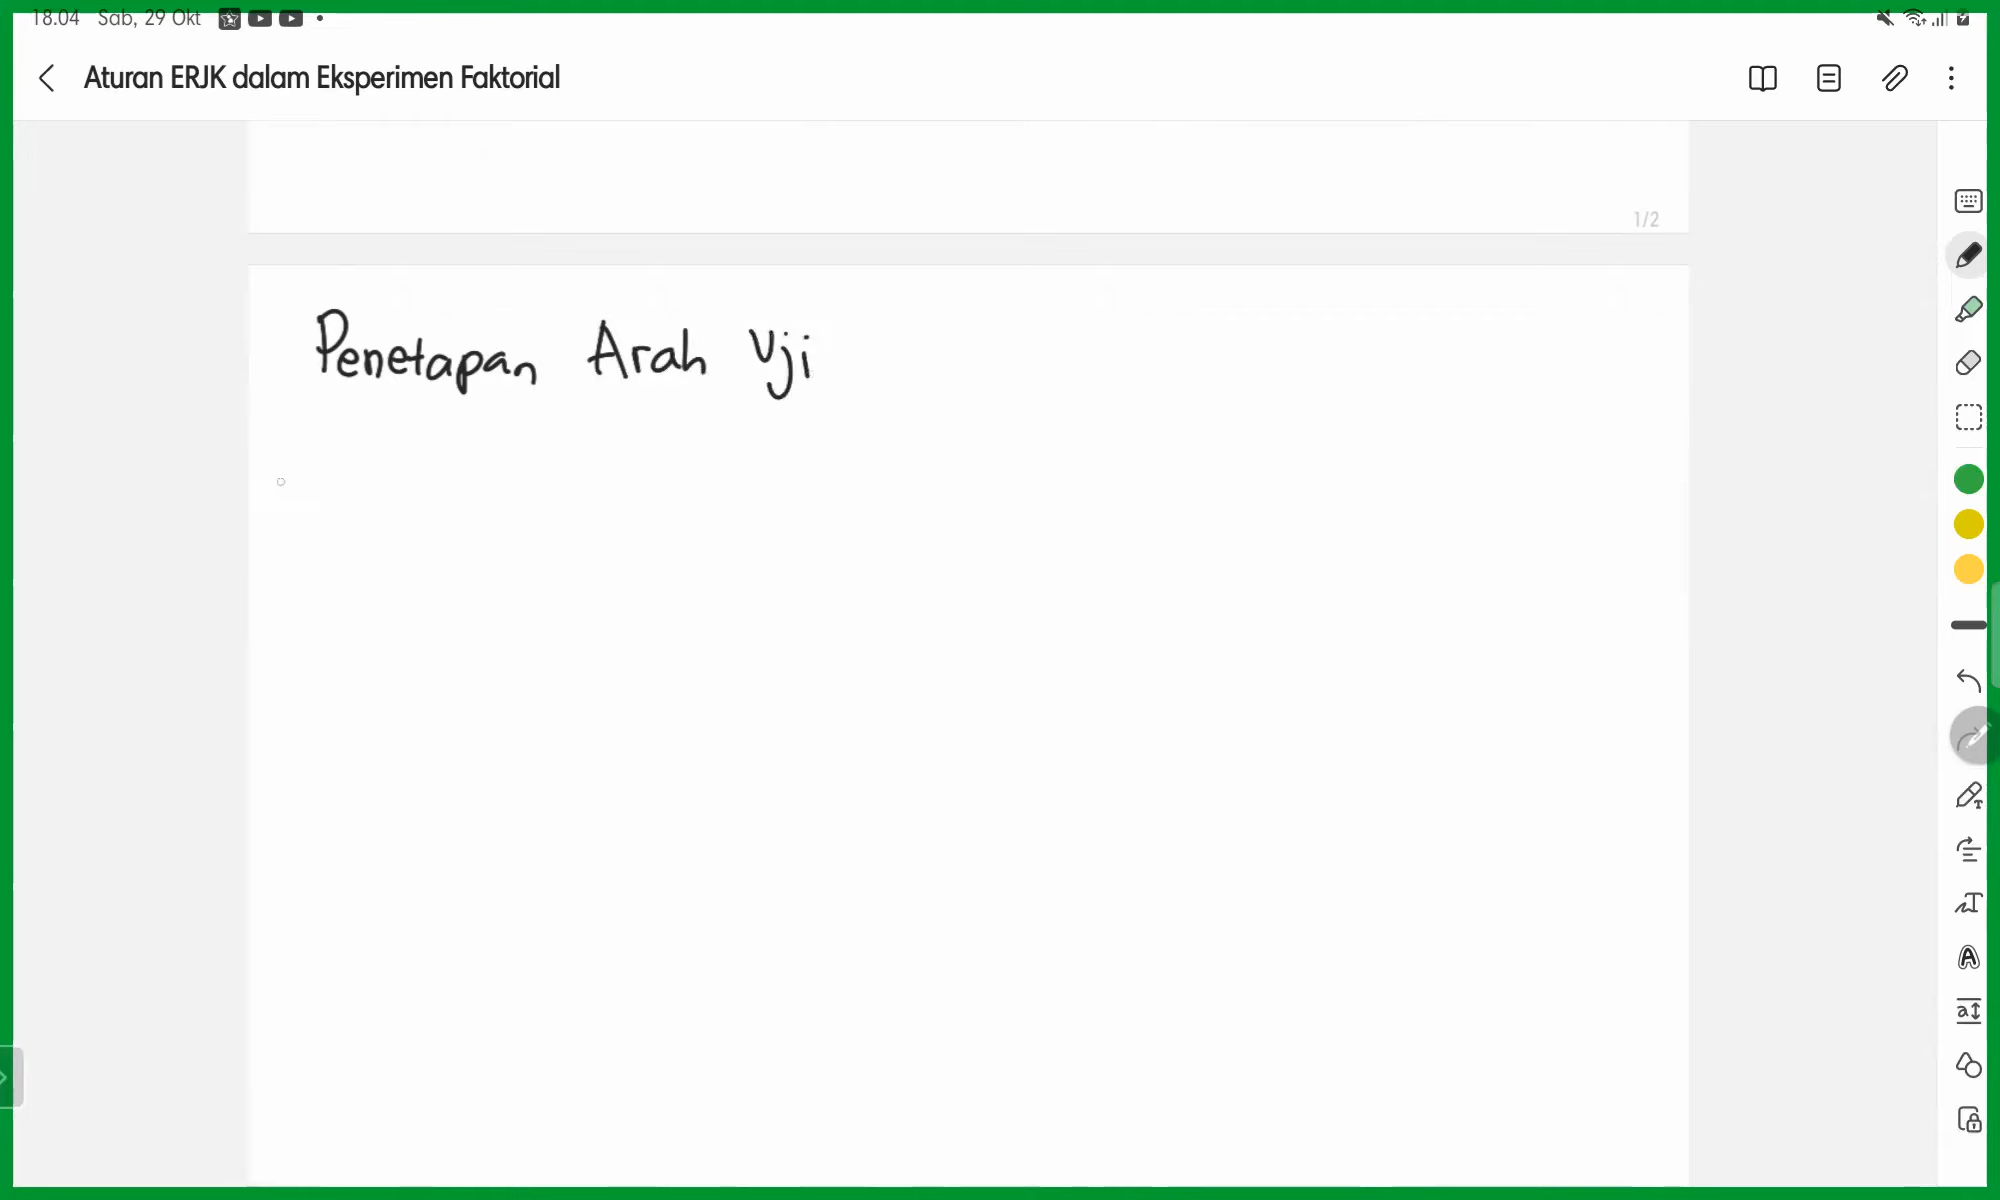 18.04 Sab, 29 Okt
Aturan ERJK dalam Eksperimen Faktorial
1/2
Penetapan Arah Uji